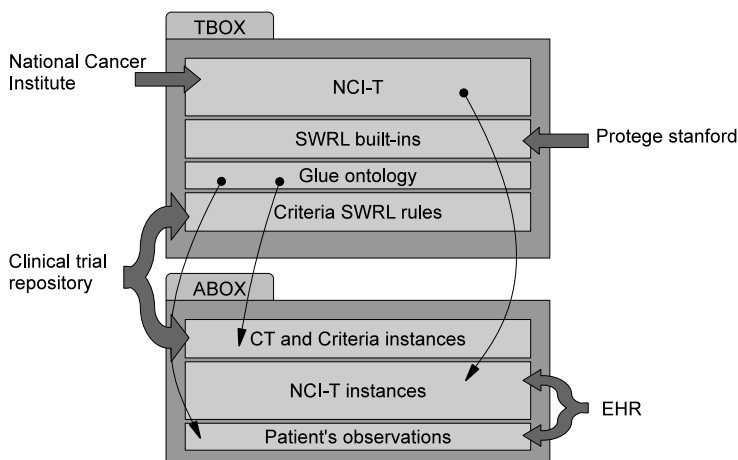 TBOX
National Cancer
Institute
NCI-T
SWRL built-ins
Protege stanford
Glue ontology
Criteria SWRL rules
Clinical trial
repository
ABOX
CT and Criteria instances
NCI-T instances
EHR
Patient's observations